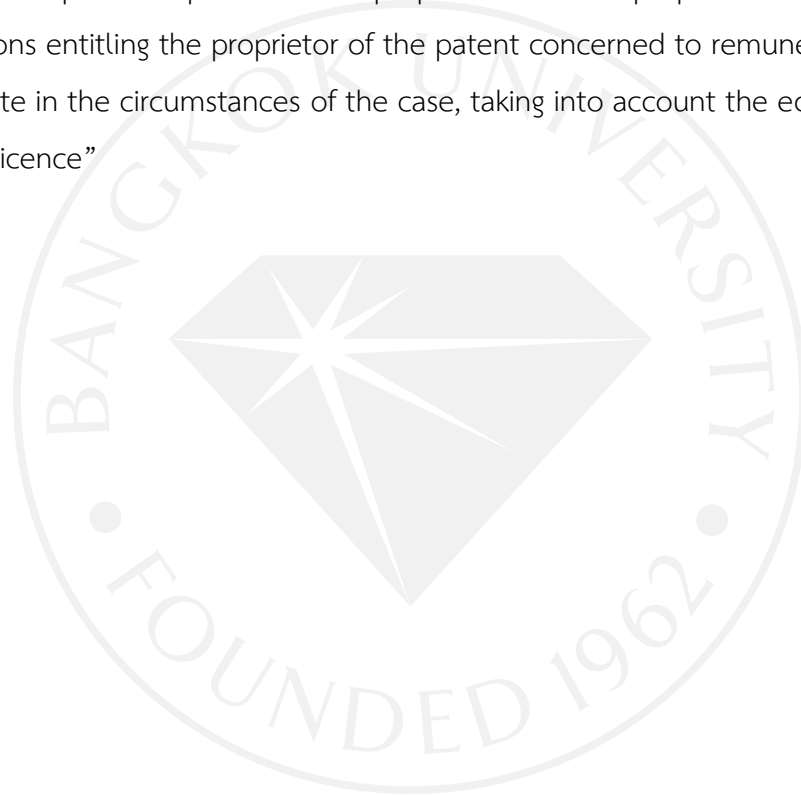 ons entitling the proprietor of the patent concerned to remune
te in the circumstances of the case, taking into account the ec
icence”
BANGKOK UNIVERSITY
FOUNDED 1962